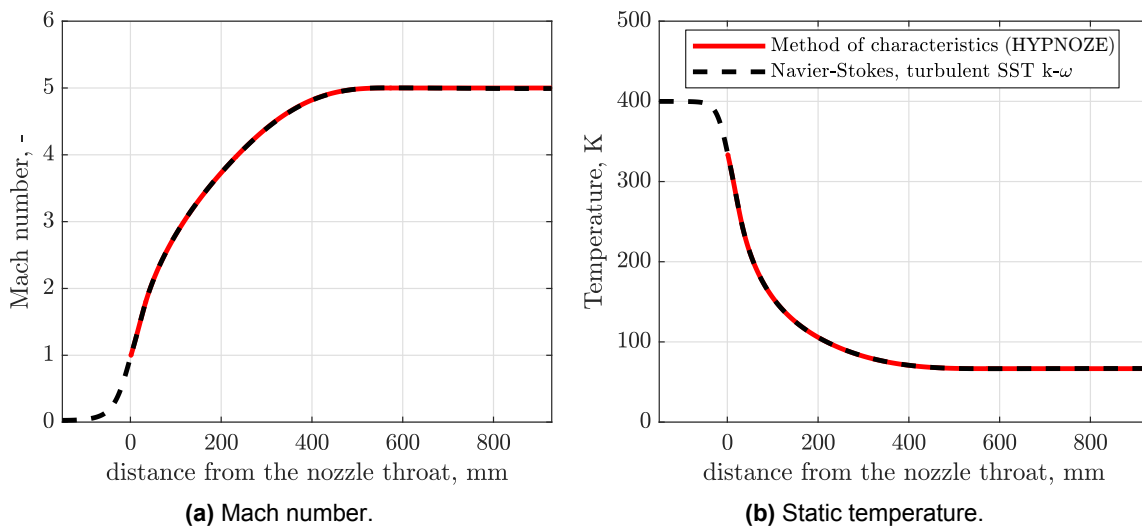 6
5
4
3
2
1
0
Mach number, -
0 200 400 600 800
distance from the nozzle throat, mm
(a) Mach number.
500
400
300
200
100
0
Temperature, K
Method of characteristics (HYPNOZE)
Navier-Stokes, turbulent SST k-ω
0 200 400 600 800
distance from the nozzle throat, mm
(b) Static temperature.